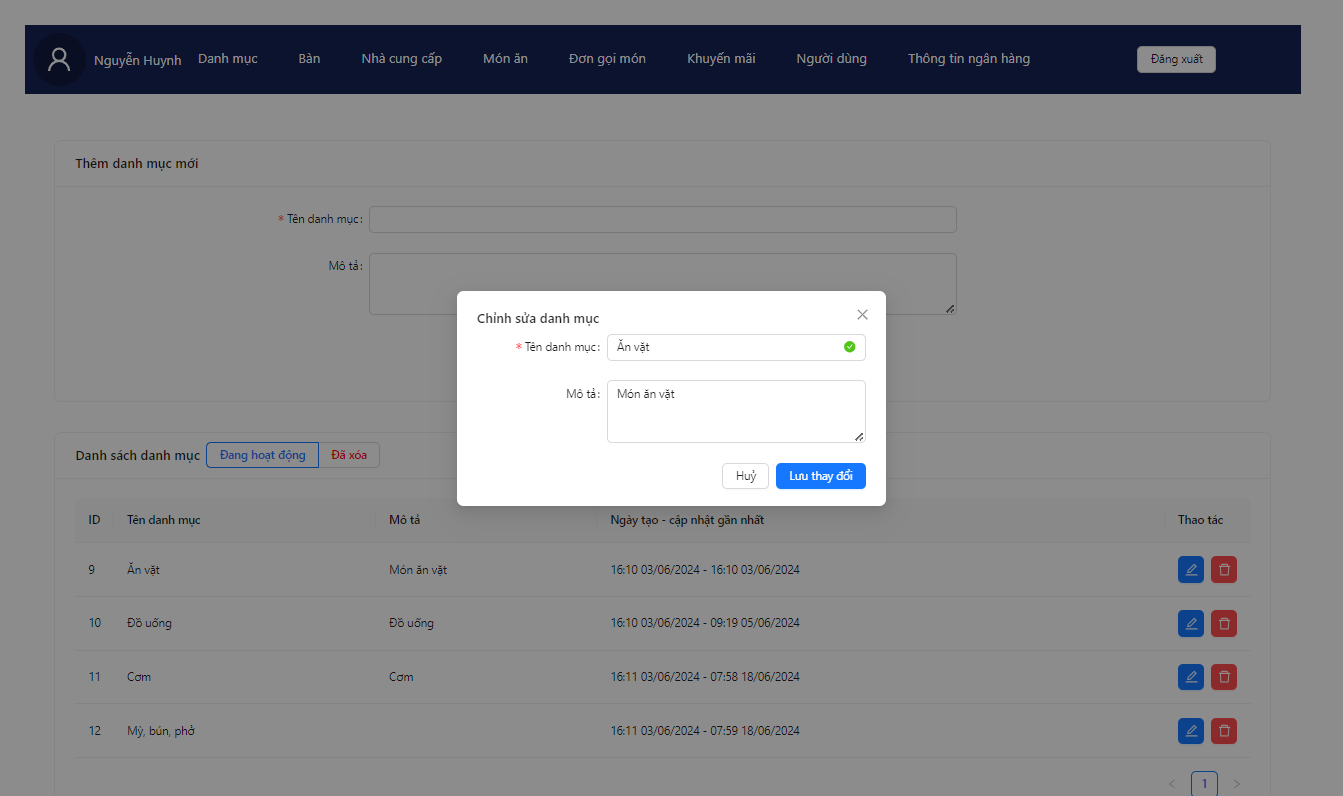 Nguyễn Huynh Danh mục Bàn Nhà cung cấp Món ăn Đơn gọi món Khuyến mãi Người dùng Thông tin ngân hàng Đăng xuất
Thêm danh mục mới
* Tên danh mục:
Mô tả:
Chỉnh sửa danh mục
* Tên danh mục: Ăn vặt
Mô tả: Món ăn vặt
Huỷ Lưu thay đổi
Danh sách danh mục Đang hoạt động Đã xóa
ID Tên danh mục Mô tả Ngày tạo - cập nhật gần nhất Thao tác
9 Ăn vặt Món ăn vặt 16:10 03/06/2024 - 16:10 03/06/2024
10 Đồ uống Đồ uống 16:10 03/06/2024 - 09:19 05/06/2024
11 Cơm Cơm 16:11 03/06/2024 - 07:58 18/06/2024
12 Mỳ, bún, phở 16:11 03/06/2024 - 07:59 18/06/2024
< 1 >